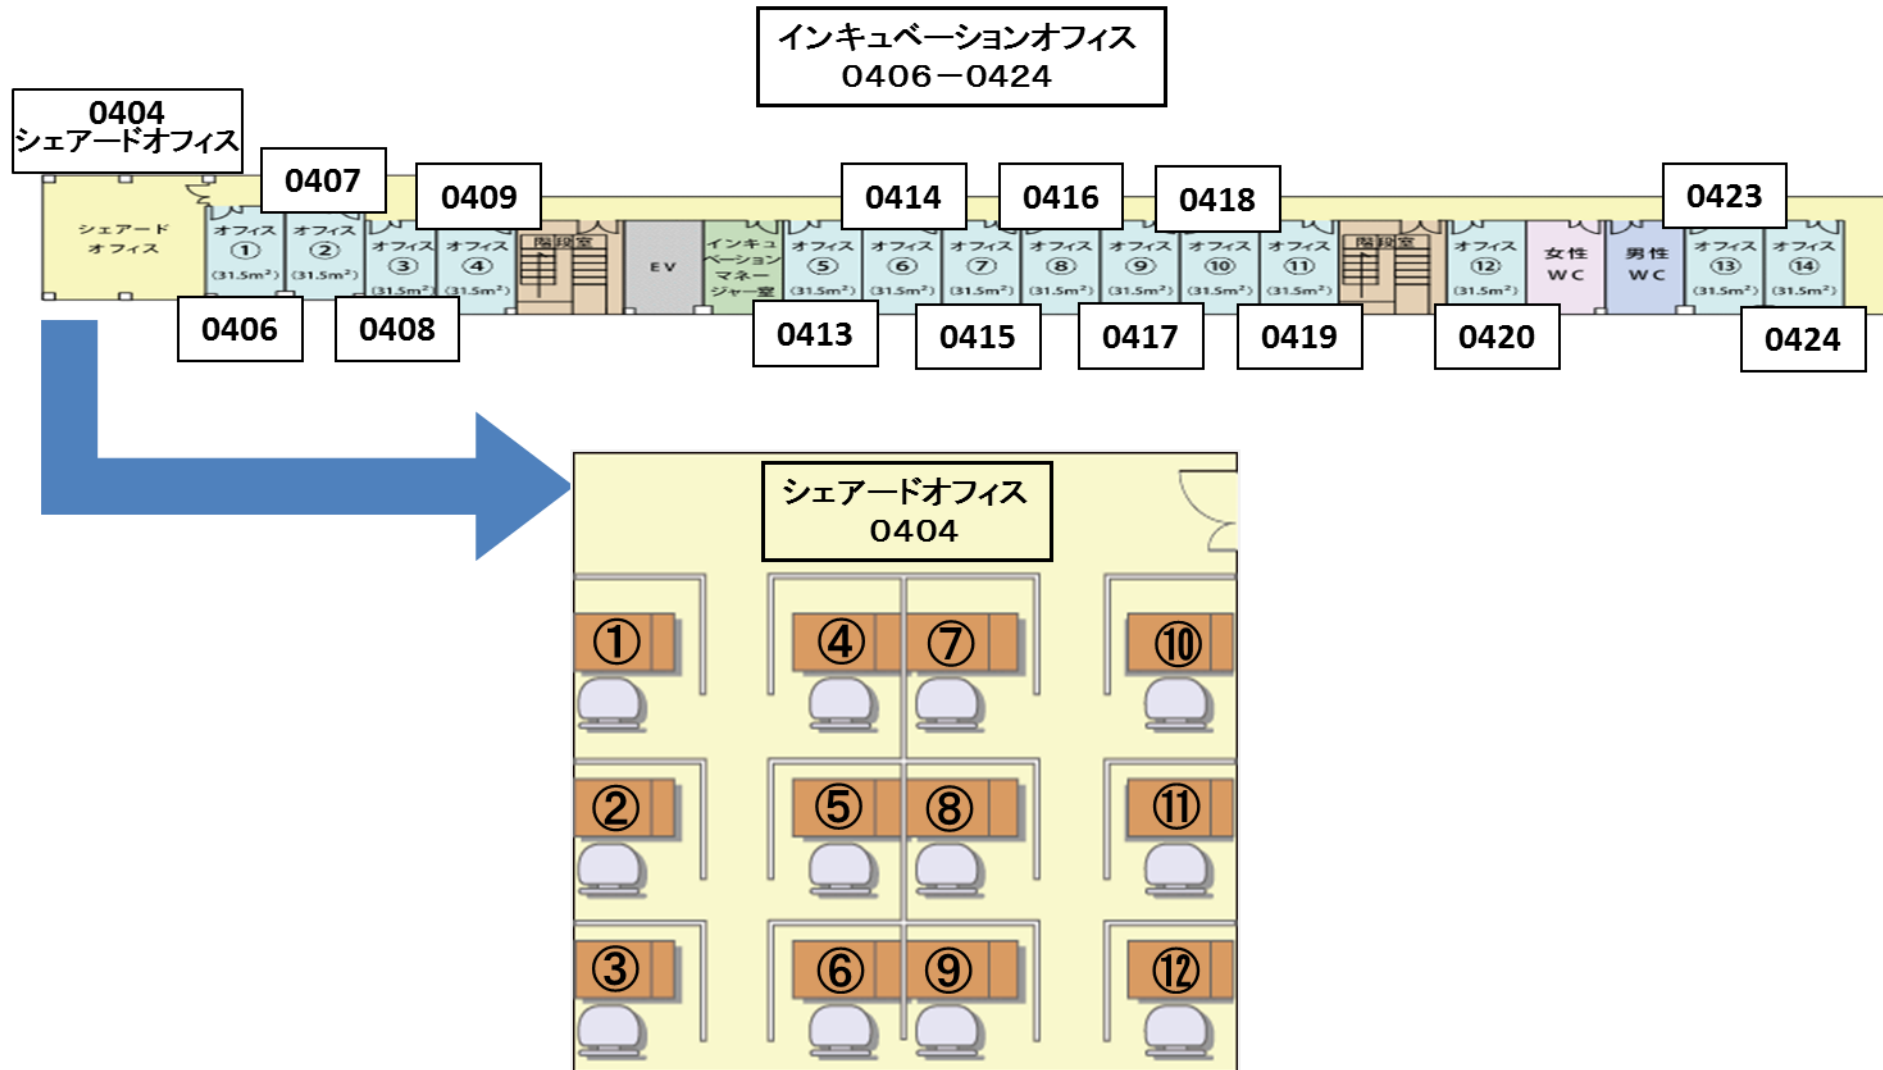 インキュベーションオフィス
0406-0424
0404
シェアードオフィス
0407
0409
0414
0416
0418
0423
シェアード
オフィス
オフィス
①
(31.5m²)
オフィス
②
(31.5m²)
オフィス
③
(31.5m²)
オフィス
④
(31.5m²)
階段室
EV
インキュ
ベーション
マネー
ジャー室
オフィス
⑤
(31.5m²)
オフィス
⑥
(31.5m²)
オフィス
⑦
(31.5m²)
オフィス
⑧
(31.5m²)
オフィス
⑨
(31.5m²)
オフィス
⑩
(31.5m²)
オフィス
⑪
(31.5m²)
階段室
オフィス
⑫
(31.5m²)
女性
WC
男性
WC
オフィス
⑬
(31.5m²)
オフィス
⑭
(31.5m²)
0406
0408
0413
0415
0417
0419
0420
0424
シェアードオフィス
0404
① ④ ⑦ ⑩
② ⑤ ⑧ ⑪
③ ⑥ ⑨ ⑫